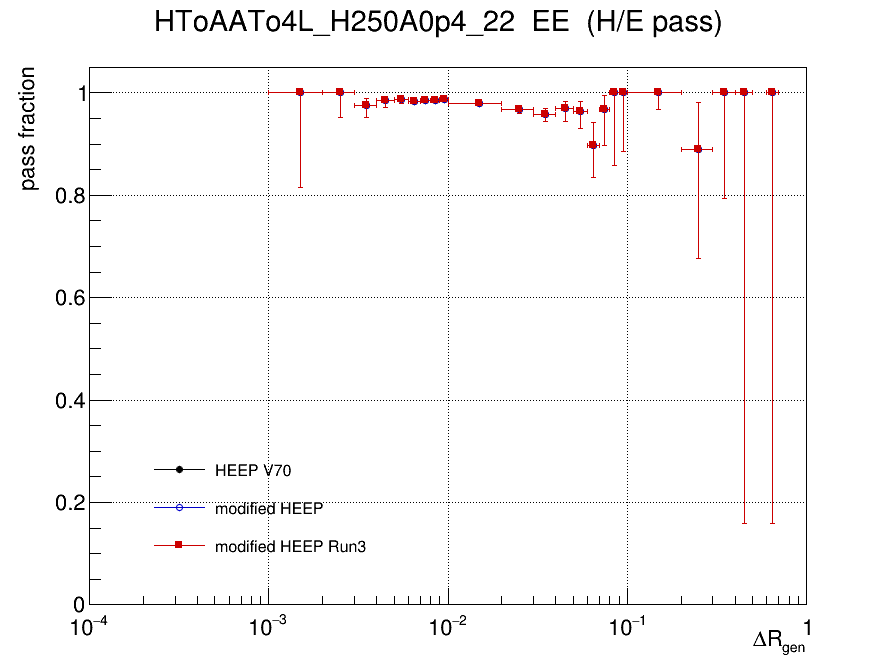 HToAATo4L_H250A0p4_22 EE (H/E pass)
pass fraction
1
0.8
0.6
0.4
0.2
0
HEEP V70
modified HEEP
modified HEEP Run3
10⁻⁴ 10⁻³ 10⁻² 10⁻¹ 1
ΔR_gen